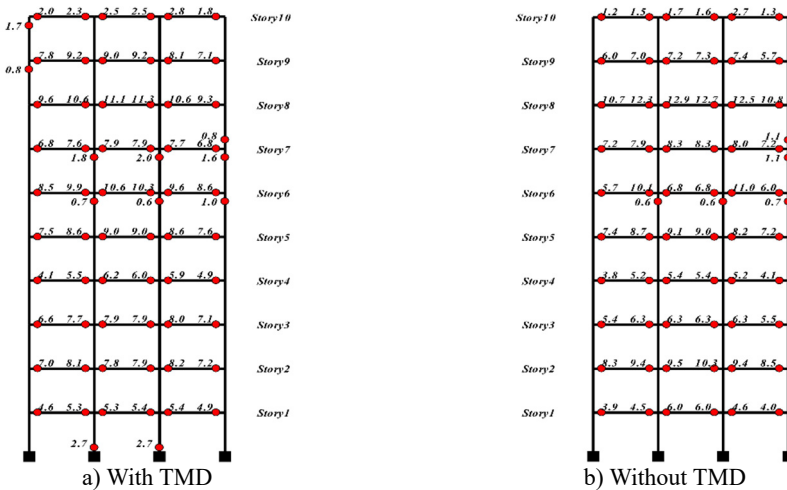 2.0 2.3 2.5 2.5 2.8 1.8 Story10 1.2 1.5 1.7 1.6 2.7 1.3
1.7
7.8 9.2 9.0 9.2 8.1 7.1 Story9 6.0 7.0 7.2 7.3 7.4 5.7
0.8
9.6 10.6 11.1 11.3 10.6 9.3 Story8 10.7 12.3 12.9 12.7 12.5 10.8
0.8 1.1
6.8 7.6 7.9 7.9 7.7 6.8 Story7 7.2 7.9 8.3 8.3 8.0 7.2
1.8 2.0 1.6 1.1
8.5 9.9 10.6 10.3 9.6 8.6 Story6 5.7 10.1 6.8 6.8 11.0 6.0
0.7 0.6 1.0 0.6 0.6 0.7
7.5 8.6 9.0 9.0 8.6 7.6 Story5 7.4 8.7 9.1 9.0 8.2 7.2
4.1 5.5 6.2 6.0 5.9 4.9 Story4 3.8 5.2 5.4 5.4 5.2 4.1
6.6 7.7 7.9 7.9 8.0 7.1 Story3 5.4 6.3 6.3 6.3 6.3 5.5
7.0 8.1 7.8 7.9 8.2 7.2 Story2 8.3 9.4 9.5 10.3 9.4 8.5
4.6 5.3 5.3 5.4 5.4 4.9 Story1 3.9 4.5 6.0 6.0 4.6 4.0
2.7 2.7
a) With TMD b) Without TMD